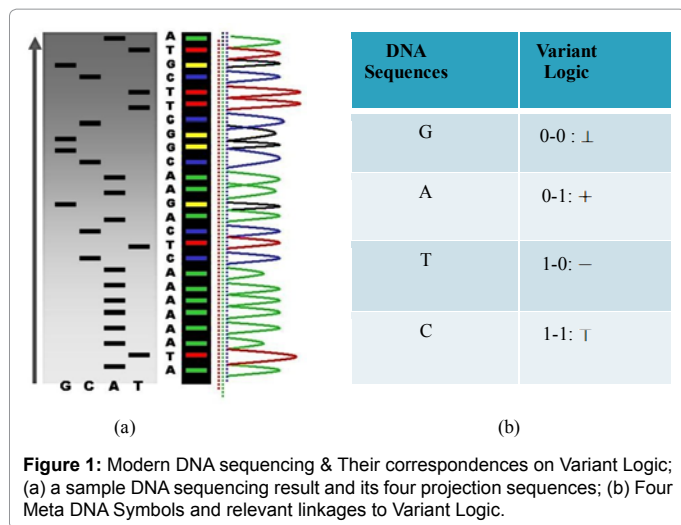 A
T
G
C
T
T
C
G
G
C
A
A
G
A
C
T
C
A
A
A
A
A
A
T
A
G C A T
(a)
DNA Sequences Variant Logic
G 0-0 : ⊥
A 0-1: +
T 1-0: −
C 1-1: ⊤
(b)
Figure 1: Modern DNA sequencing & Their correspondences on Variant Logic;
(a) a sample DNA sequencing result and its four projection sequences; (b) Four
Meta DNA Symbols and relevant linkages to Variant Logic.